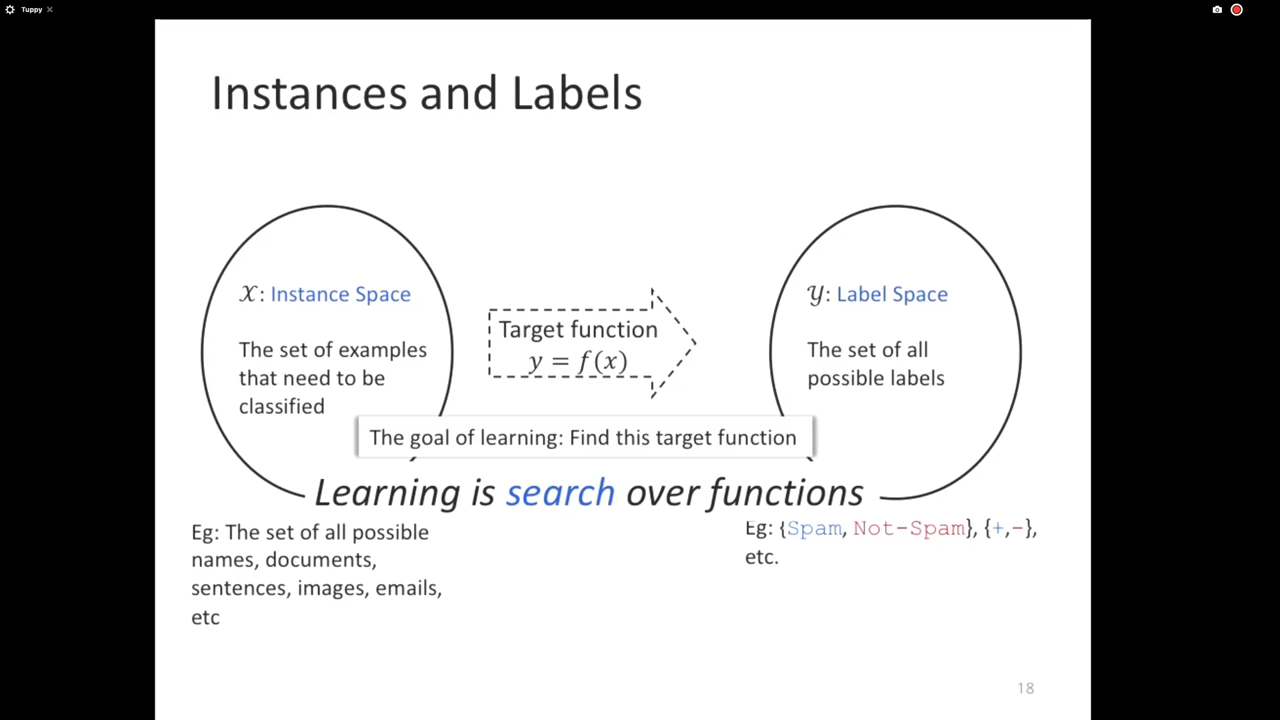 Tuppy
Instances and Labels
𝒳: Instance Space
The set of examples
that need to be
classified
Target function
y = f(x)
𝒴: Label Space
The set of all
possible labels
The goal of learning: Find this target function
Learning is search over functions
Eg: The set of all possible
names, documents,
sentences, images, emails,
etc
Eg: {Spam, Not-Spam}, {+,-},
etc.
18